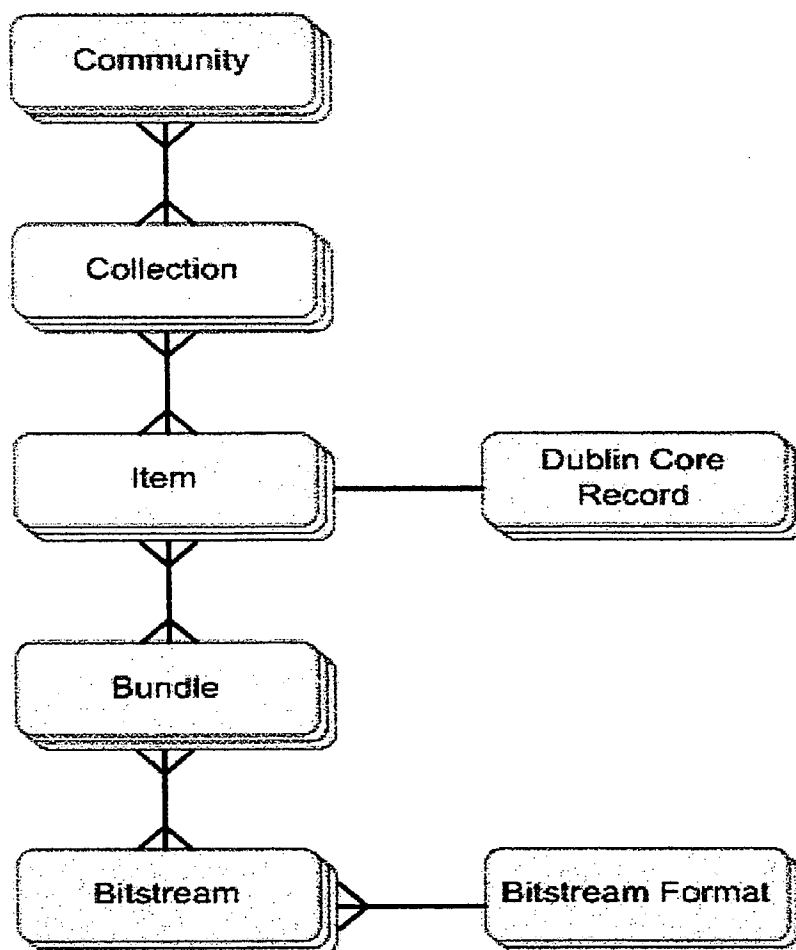 Community
Collection
Item
Dublin Core
Record
Bundle
Bitstream
Bitstream Format